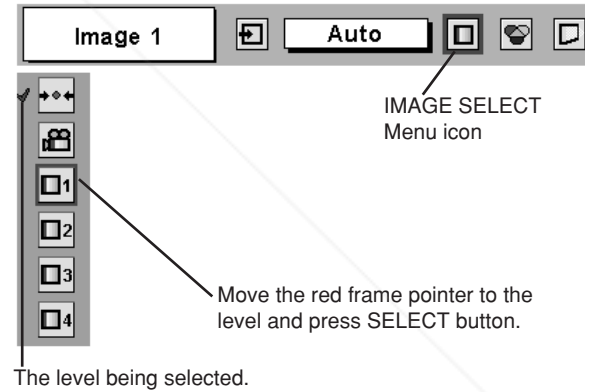 Image 1
Auto
IMAGE SELECT
Menu icon
1
2
3
4
Move the red frame pointer to the
level and press SELECT button.
The level being selected.